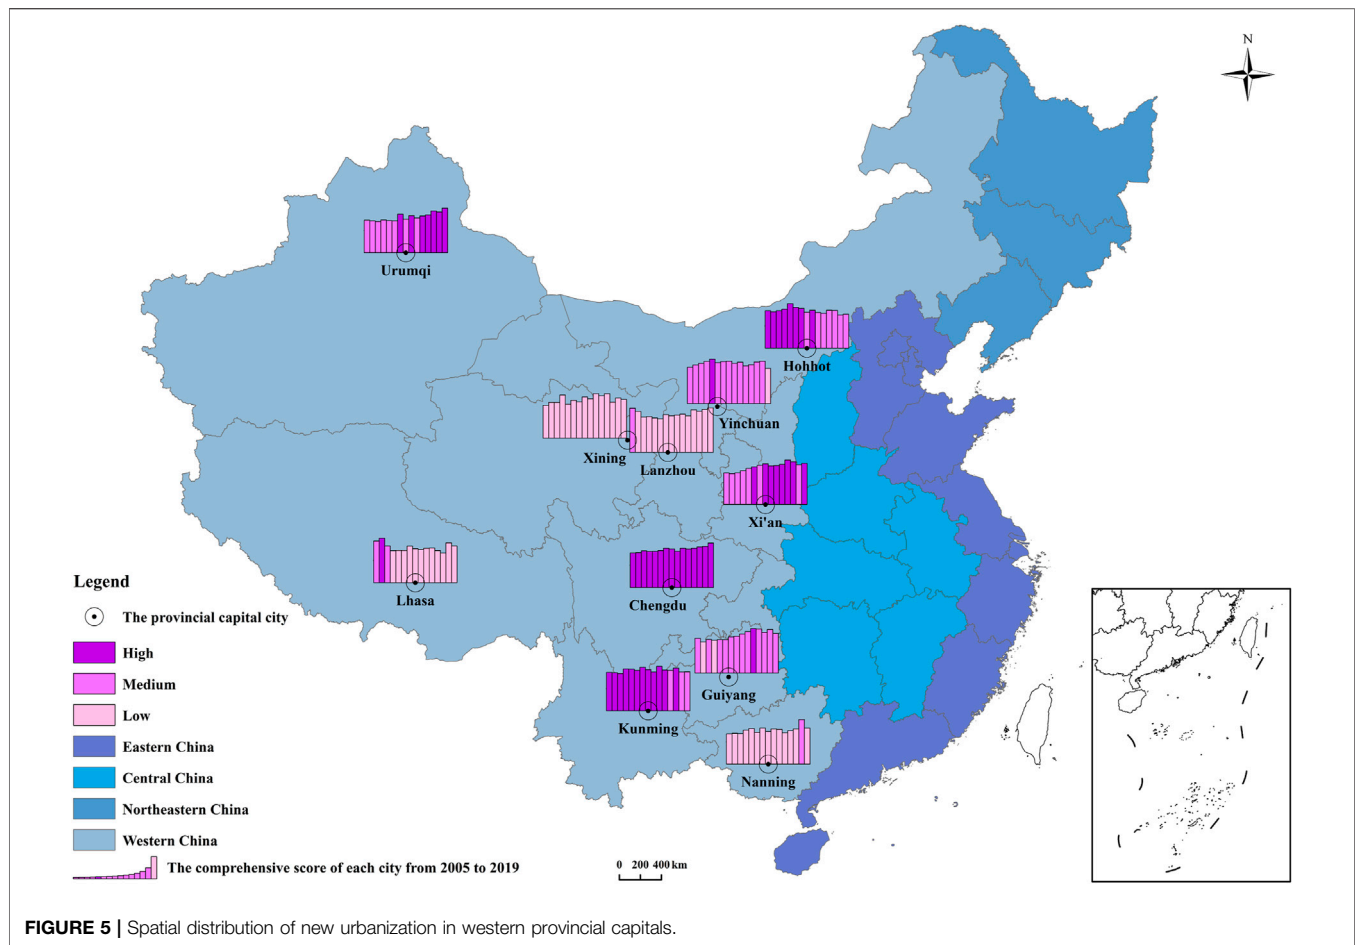 N
Urumqi
Hohhot
Yinchuan
Xining
Lanzhou
Xi'an
Lhasa
Chengdu
Guiyang
Kunming
Nanning
Legend
The provincial capital city
High
Medium
Low
Eastern China
Central China
Northeastern China
Western China
The comprehensive score of each city from 2005 to 2019
0 200 400 km
FIGURE 5 | Spatial distribution of new urbanization in western provincial capitals.